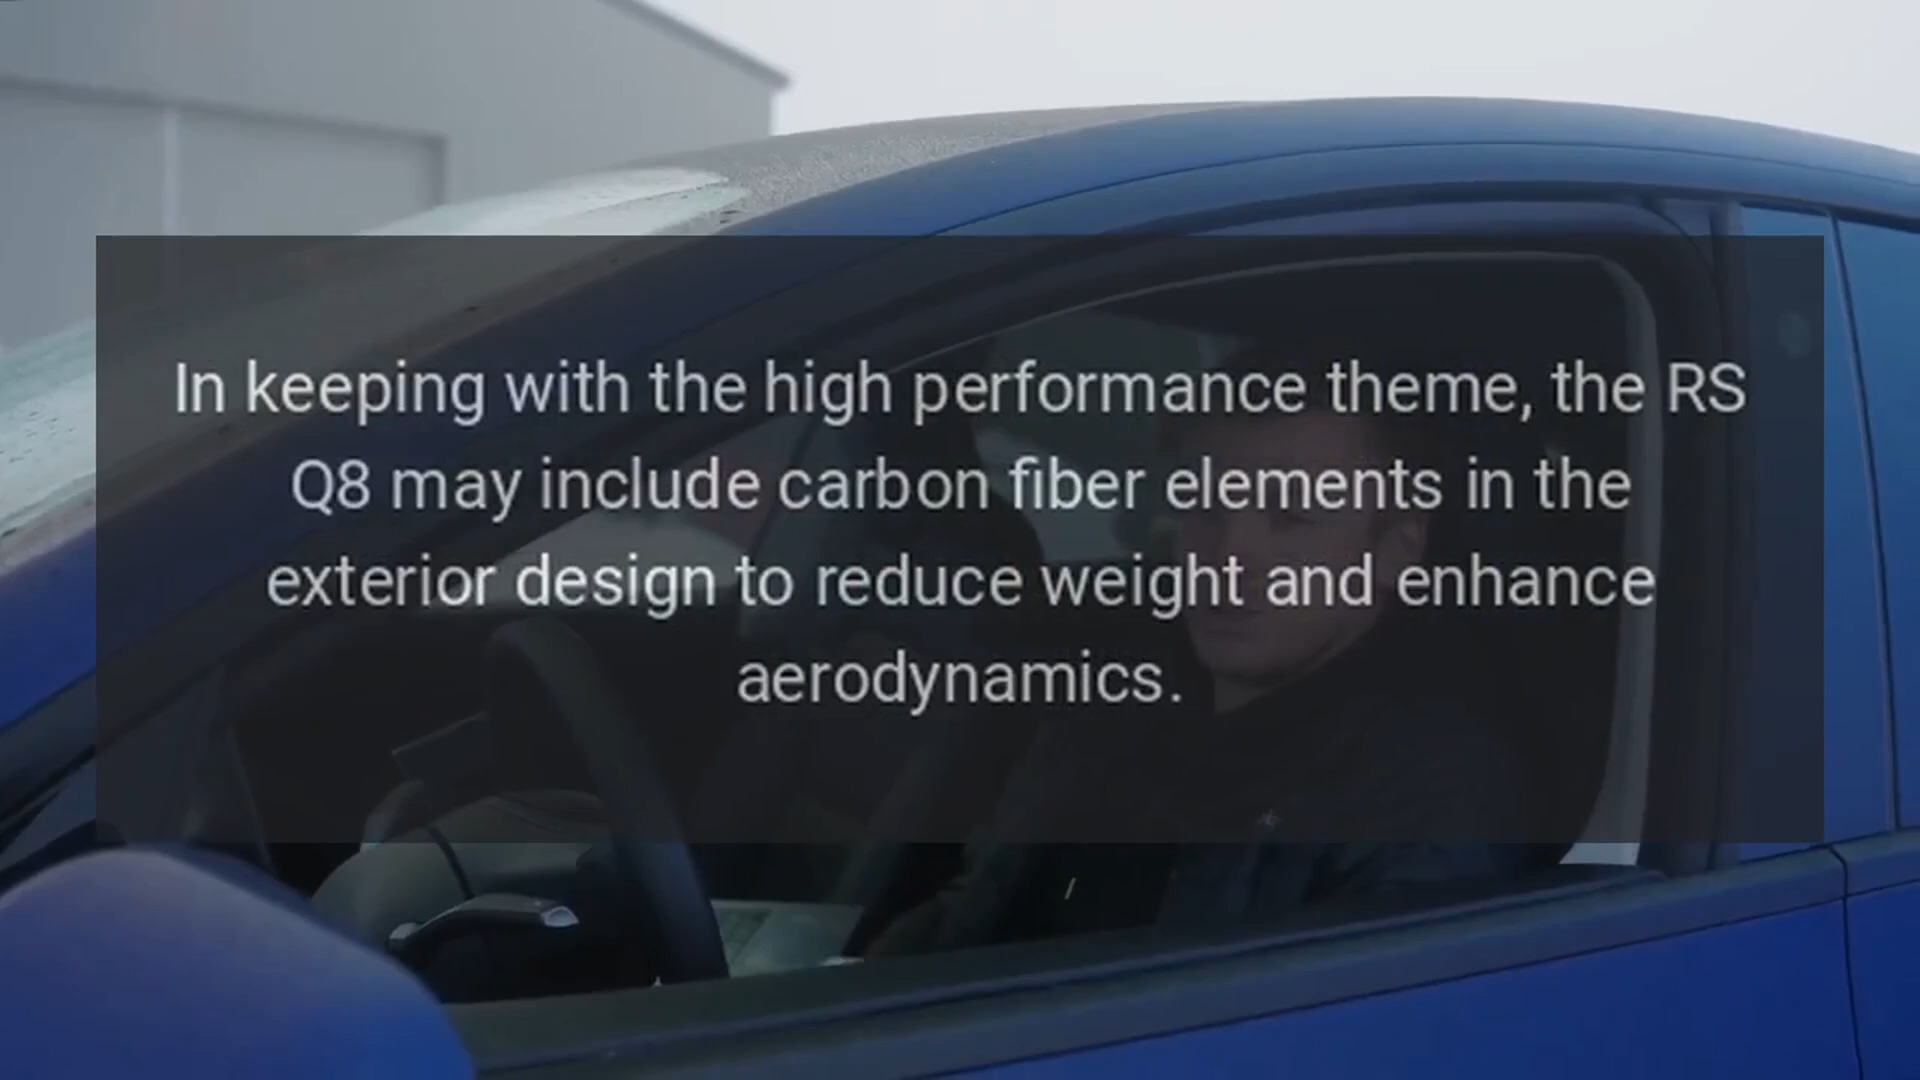 In keeping with the high performance theme, the RS
Q8 may include carbon fiber elements in the
exterior design to reduce weight and enhance
aerodynamics.